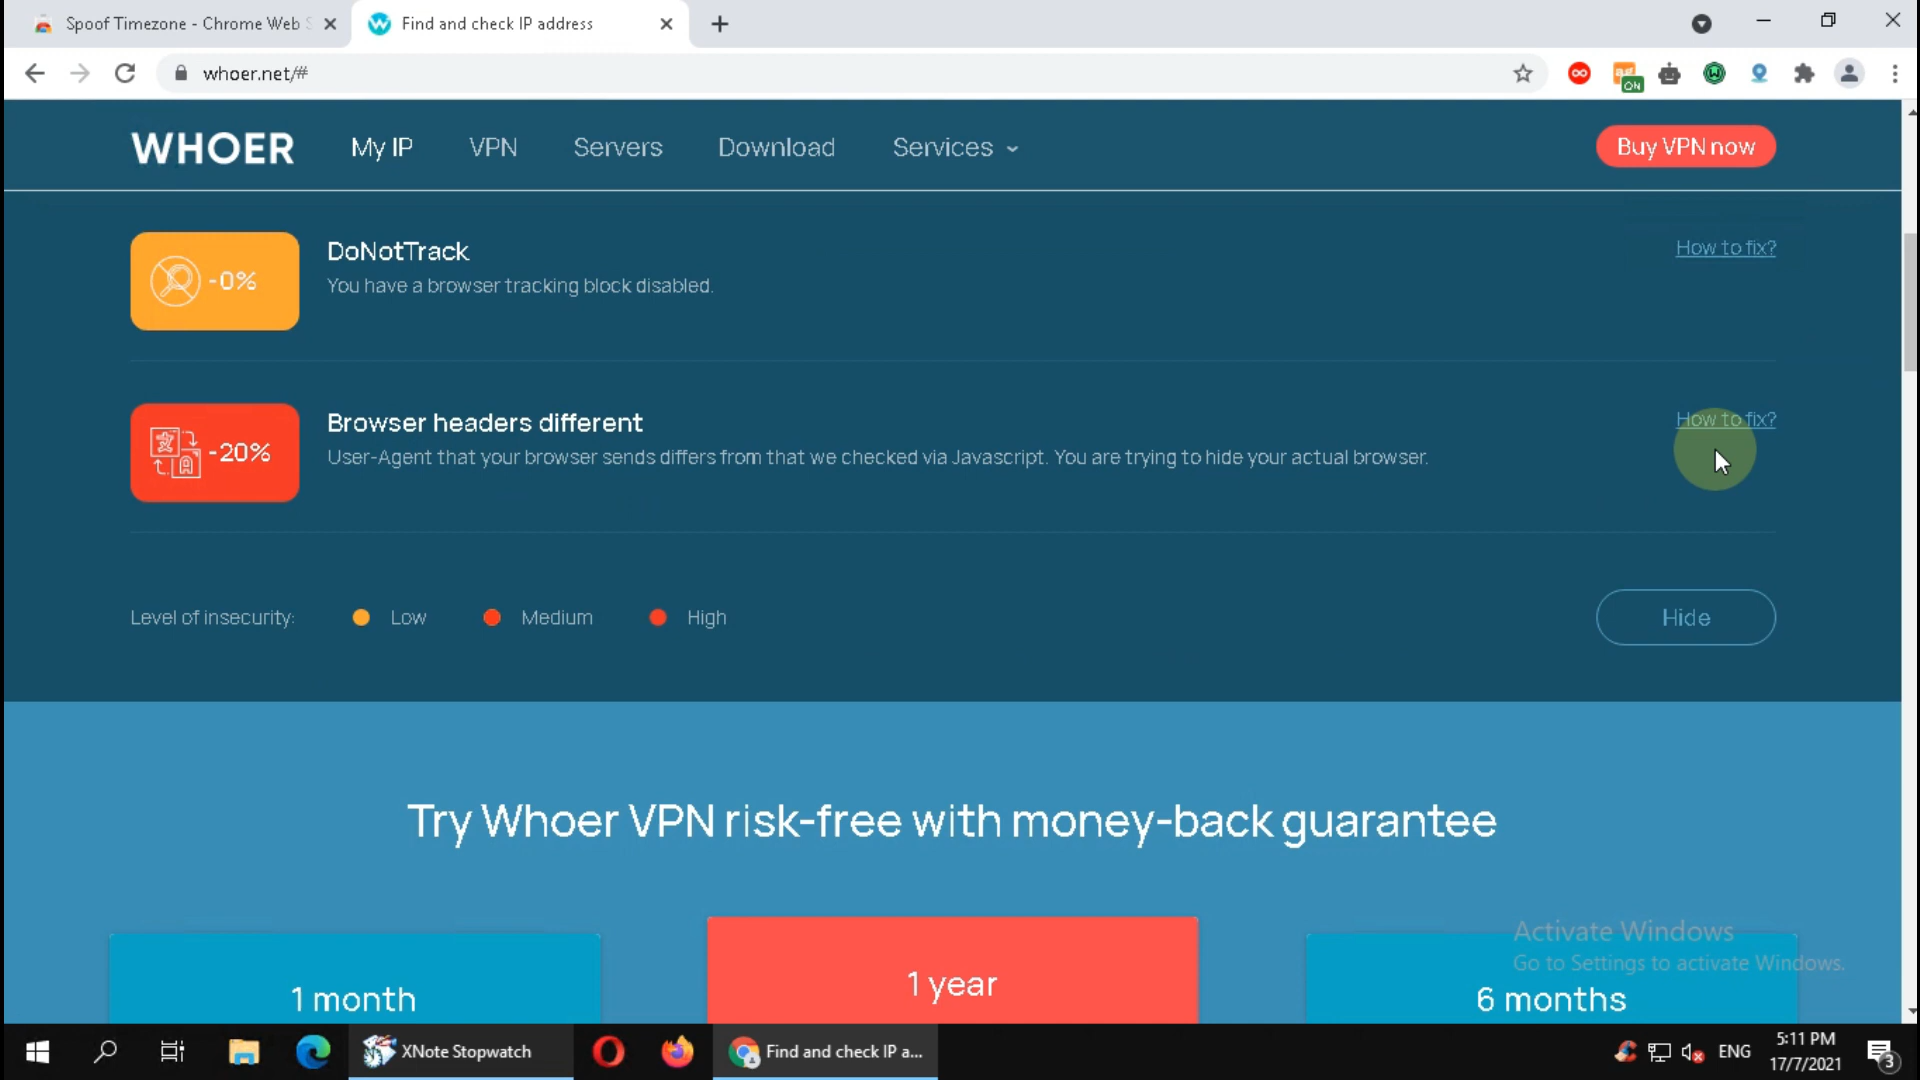 Spoof Timezone - Chrome Web S
Find and check IP address
whoer.net/#
ON
WHOER
My IP
VPN
Servers
Download
Services
Buy VPN now
-0%
DoNotTrack
You have a browser tracking block disabled.
How to fix?
-20%
Browser headers different
User-Agent that your browser sends differs from that we checked via Javascript. You are trying to hide your actual browser.
How to fix?
Level of insecurity:
Low
Medium
High
Hide
Try Whoer VPN risk-free with money-back guarantee
1 month
1 year
6 months
Activate Windows
Go to Settings to activate Windows.
XNote Stopwatch
Find and check IP a...
ENG
5:11 PM
17/7/2021
3